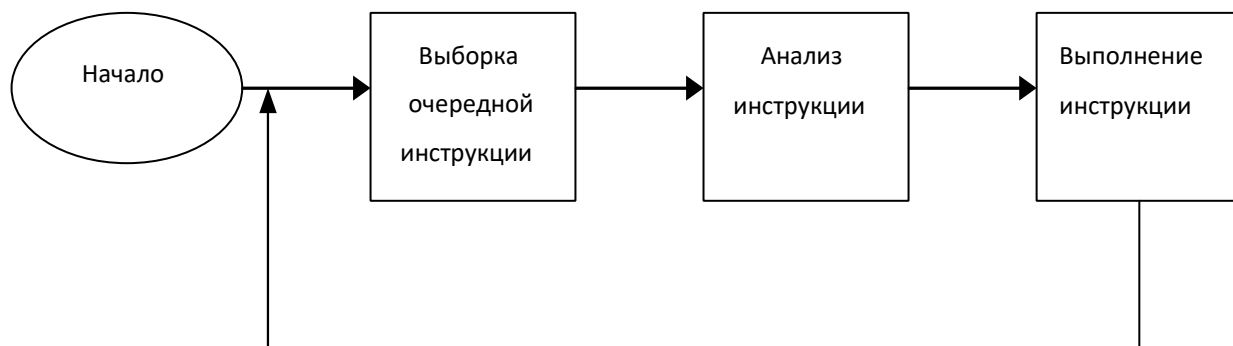 Начало
Выборка
очередной
инструкции
Анализ
инструкции
Выполнение
инструкции